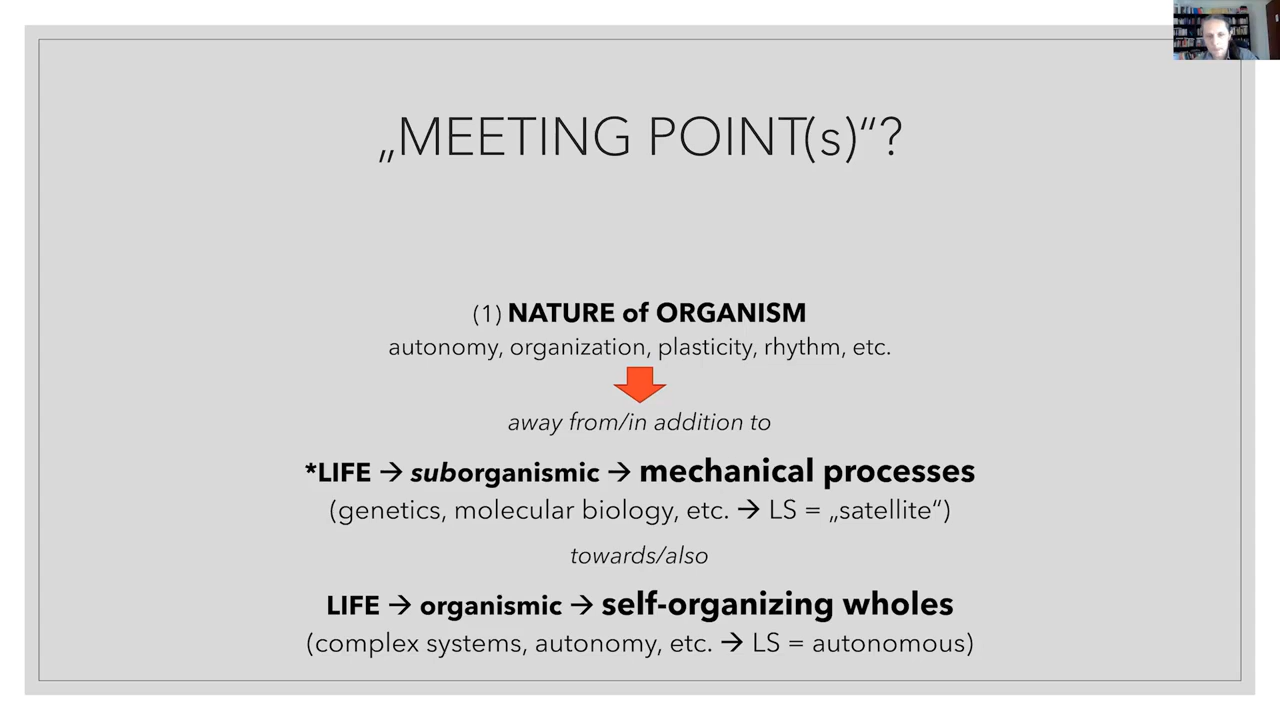 „MEETING POINT(s)“?
(1) NATURE of ORGANISM
autonomy, organization, plasticity, rhythm, etc.
away from/in addition to
*LIFE → suborganismic → mechanical processes
(genetics, molecular biology, etc. → LS = „satellite“)
towards/also
LIFE → organismic → self-organizing wholes
(complex systems, autonomy, etc. → LS = autonomous)